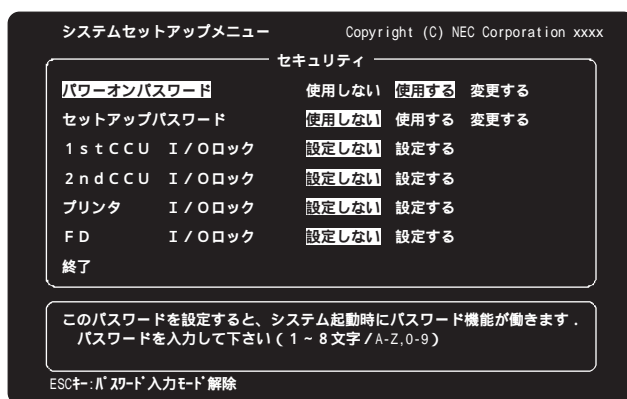 システムセットアップメニュー Copyright (C) NEC Corporation xxxx
セキュリティ
パワーオンパスワード 使用しない 使用する 変更する
セットアップパスワード 使用しない 使用する 変更する
1stCCU I/Oロック 設定しない 設定する
2ndCCU I/Oロック 設定しない 設定する
プリンタ I/Oロック 設定しない 設定する
FD I/Oロック 設定しない 設定する
終了
このパスワードを設定すると、システム起動時にパスワード機能が働きます.
パスワードを入力して下さい(1~8文字/A-Z,0-9)
ESCキー:パスワード入力モード解除